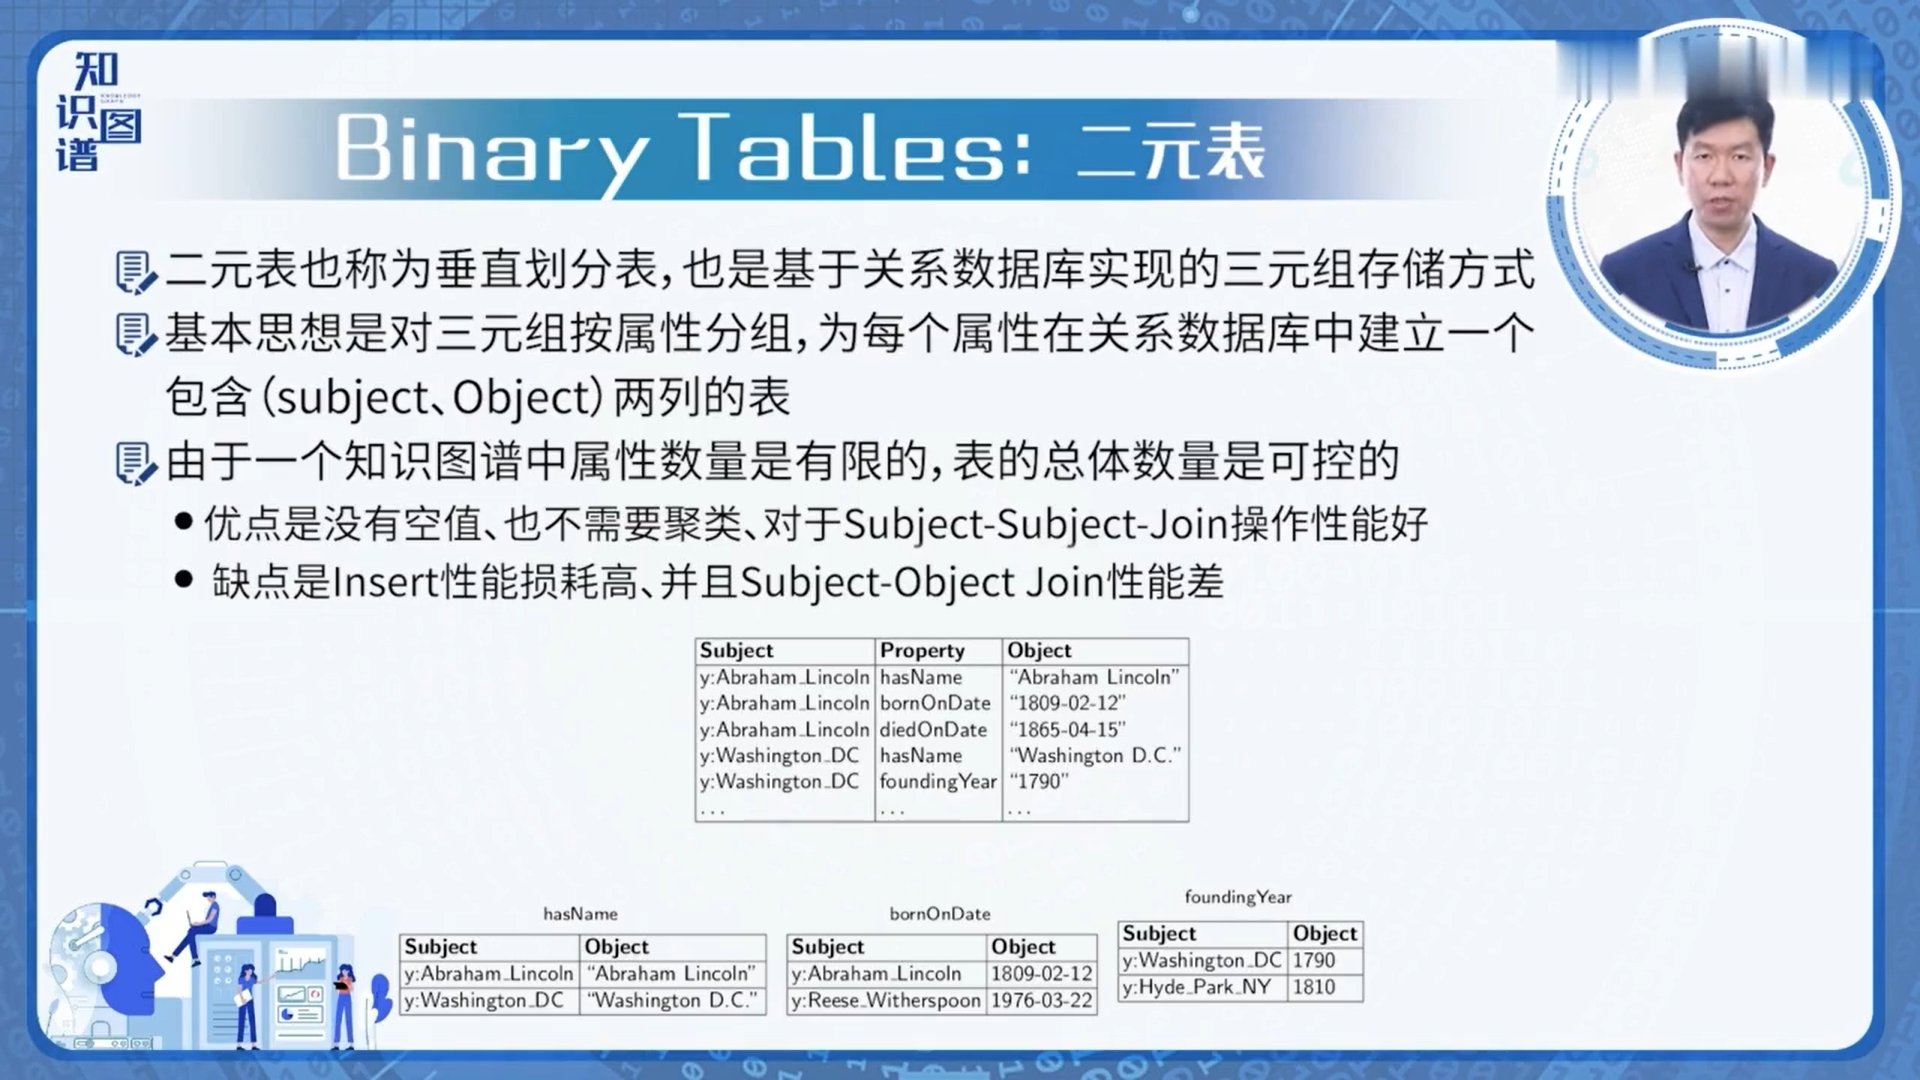 知识图谱
Binary Tables: 二元表
二元表也称为垂直划分表,也是基于关系数据库实现的三元组存储方式
基本思想是对三元组按属性分组,为每个属性在关系数据库中建立一个
包含(subject、Object)两列的表
由于一个知识图谱中属性数量是有限的,表的总体数量是可控的
● 优点是没有空值、也不需要聚类、对于Subject-Subject-Join操作性能好
● 缺点是Insert性能损耗高、并且Subject-Object Join性能差
Subject Property Object
y:Abraham_Lincoln hasName “Abraham Lincoln”
y:Abraham_Lincoln bornOnDate “1809-02-12”
y:Abraham_Lincoln diedOnDate “1865-04-15”
y:Washington_DC hasName “Washington D.C.”
y:Washington_DC foundingYear “1790”
... ... ...
hasName
Subject Object
y:Abraham_Lincoln “Abraham Lincoln”
y:Washington_DC “Washington D.C.”
bornOnDate
Subject Object
y:Abraham_Lincoln 1809-02-12
y:Reese_Witherspoon 1976-03-22
foundingYear
Subject Object
y:Washington_DC 1790
y:Hyde_Park_NY 1810